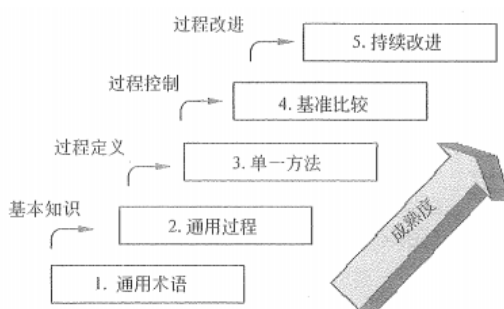 过程改进
5. 持续改进
过程控制
4. 基准比较
过程定义
3. 单一方法
基本知识
2. 通用过程
1. 通用术语
成熟度